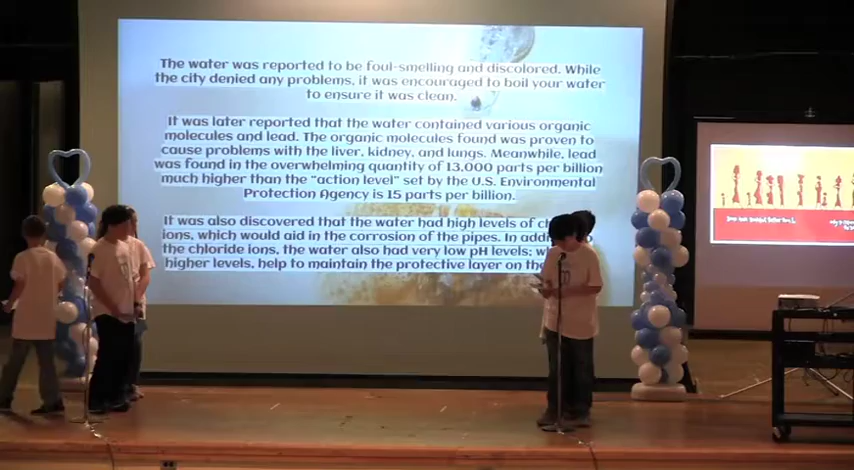 The water was reported to be foul-smelling and discolored. While
the city denied any problems, it was encouraged to boil your water
to ensure it was clean.
It was later reported that the water contained various organic
molecules and lead. The organic molecules found was proven to
cause problems with the liver, kidney, and lungs. Meanwhile, lead
was found in the overwhelming quantity of 13,000 parts per billion,
much higher than the "action level" set by the U.S. Environmental
Protection Agency is 15 parts per billion.
It was also discovered that the water had high levels of
ions, which would aid in the corrosion of the pipes. In
the chloride ions, the water also had very low pH levels;
higher levels, help to maintain the protective layer on the